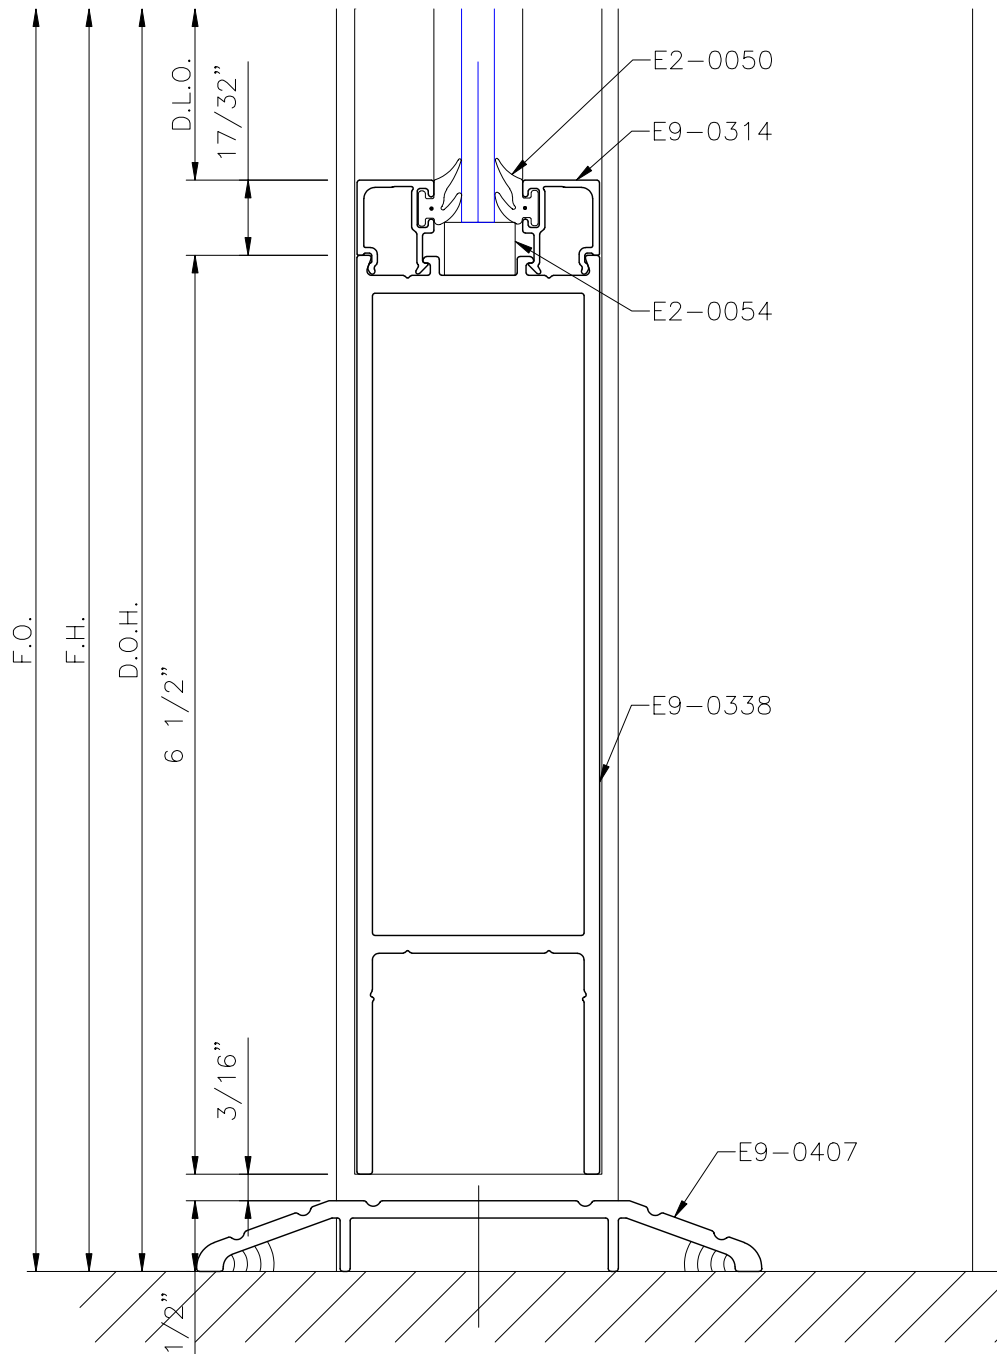 E2-0050
E9-0314
D.L.O.
17/32"
E2-0054
F.O.
F.H.
D.O.H.
6 1/2"
E9-0338
3/16"
E9-0407
1/2"